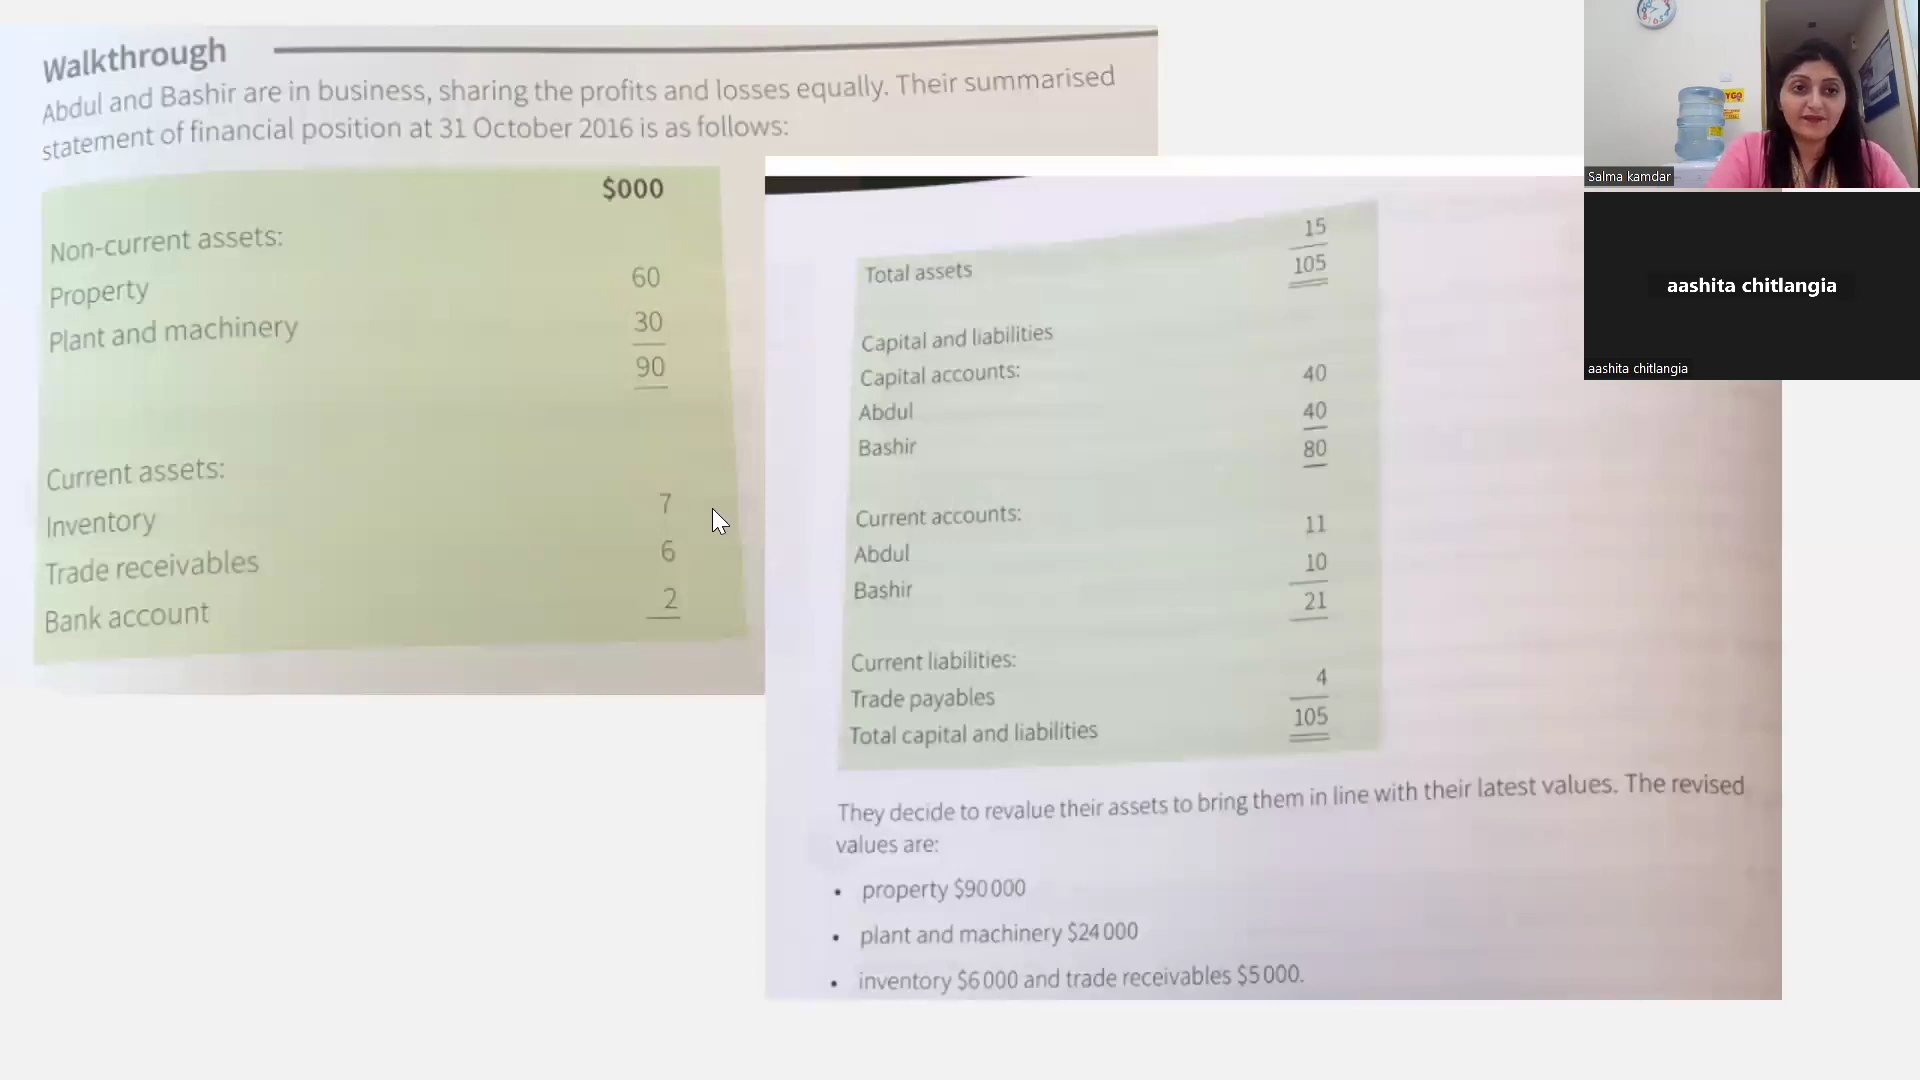 Walkthrough
Abdul and Bashir are in business, sharing the profits and losses equally. Their summarised
statement of financial position at 31 October 2016 is as follows:
$000
Non-current assets:
Property 60
Plant and machinery 30
90
Current assets:
Inventory 7
Trade receivables 6
Bank account 2
15
Total assets 105
Capital and liabilities
Capital accounts:
Abdul 40
Bashir 40
80
Current accounts:
Abdul 11
Bashir 10
21
Current liabilities:
Trade payables 4
Total capital and liabilities 105
They decide to revalue their assets to bring them in line with their latest values. The revised
values are:
• property $90 000
• plant and machinery $24 000
• inventory $6 000 and trade receivables $5 000.
Salma kamdar
aashita chitlangia
aashita chitlangia